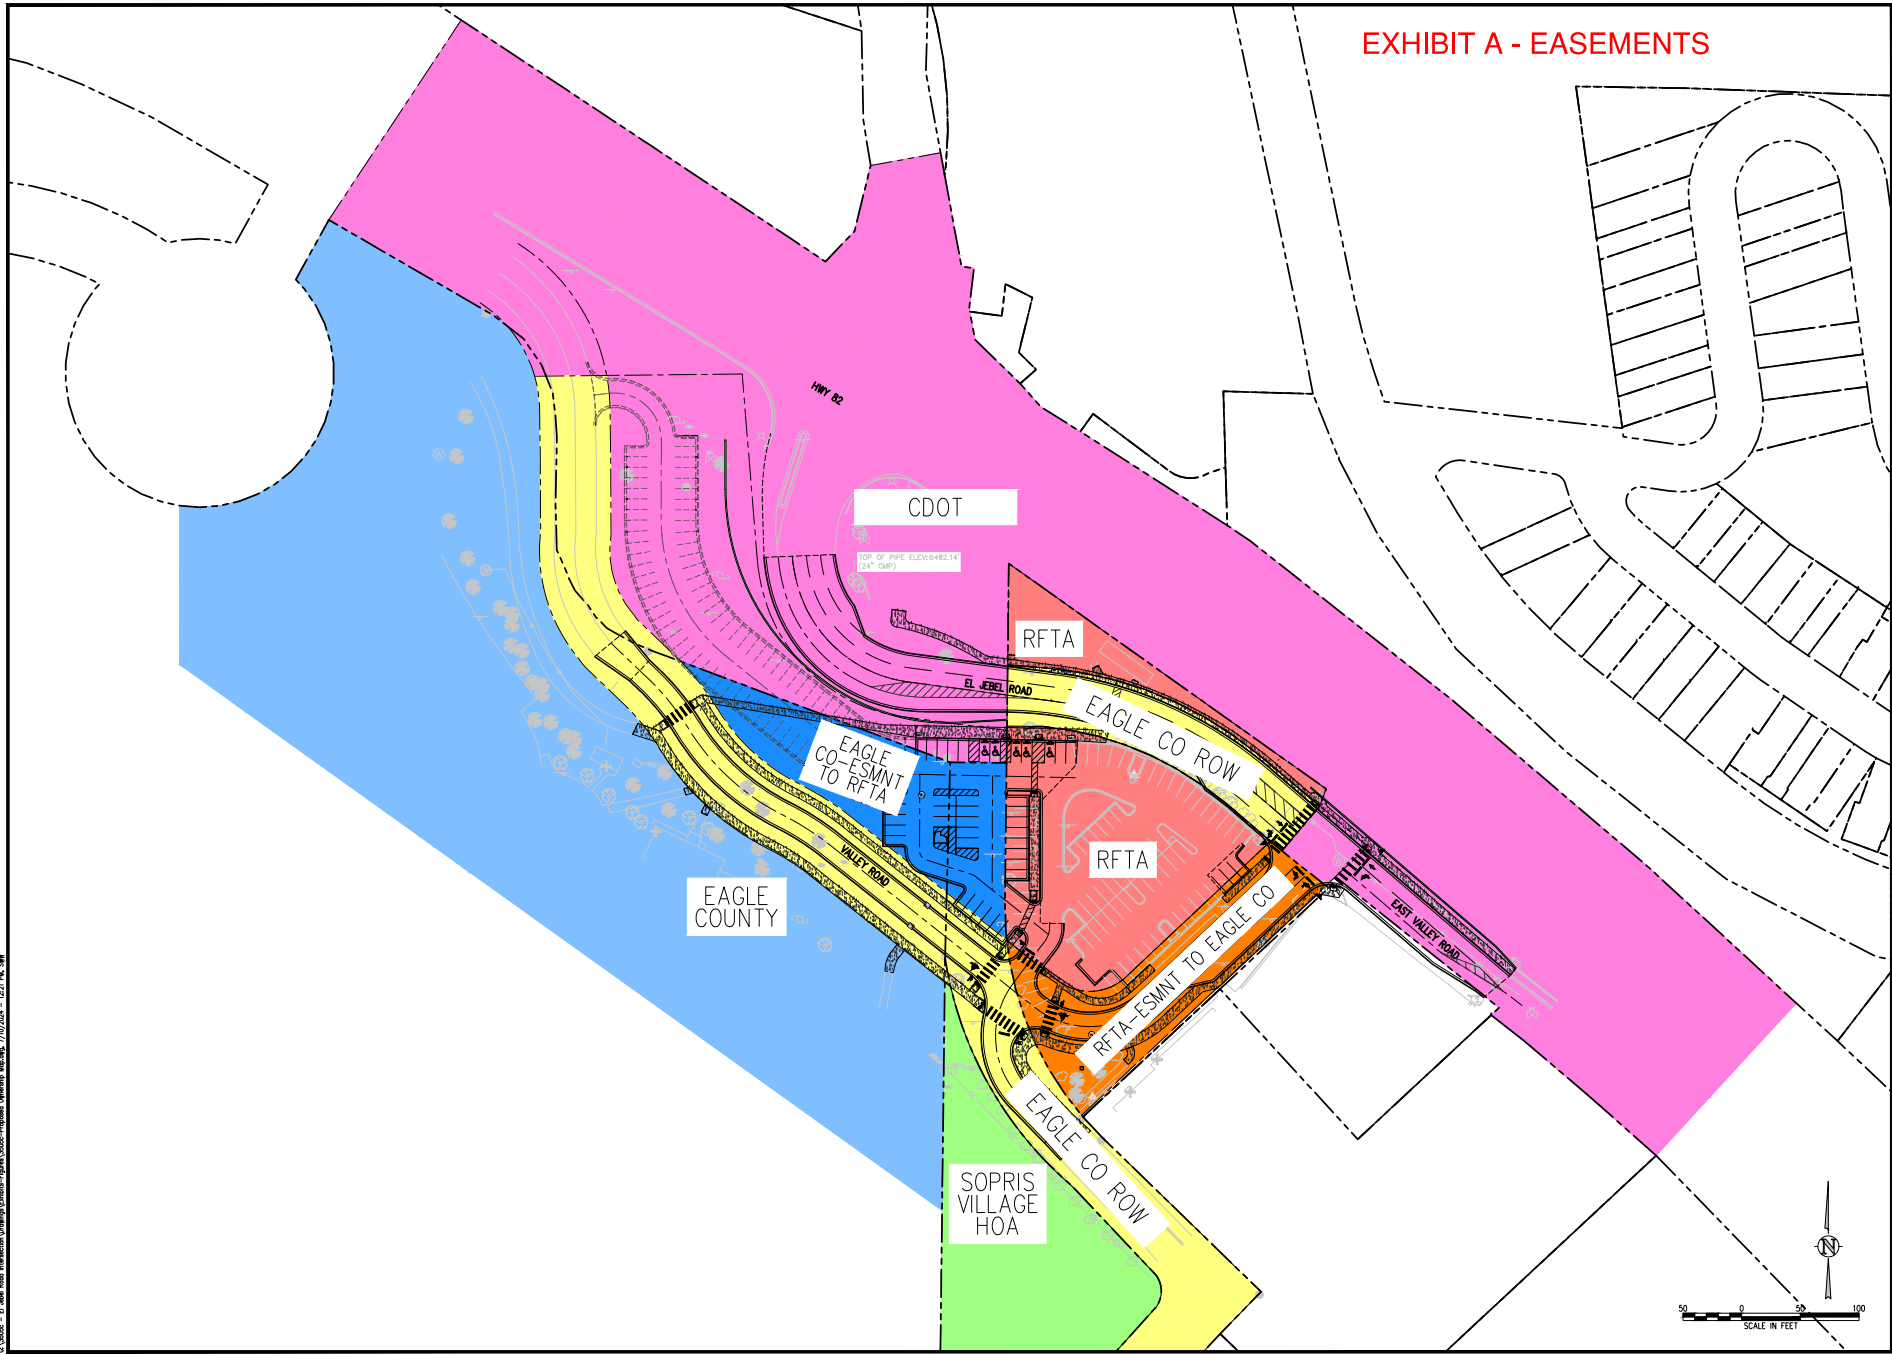 EXHIBIT A - EASEMENTS
HWY 82
CDOT
TOP OF PIPE ELEV:6482.14'
(24" CMP)
RFTA
EL JEBEL ROAD
EAGLE CO ROW
EAGLE
CO-ESMNT
TO RFTA
RFTA
VALLEY ROAD
EAGLE
COUNTY
EAST VALLEY ROAD
RFTA-ESMNT TO EAGLE CO
EAGLE CO ROW
SOPRIS
VILLAGE
HOA
N
50 0 50 100
SCALE IN FEET